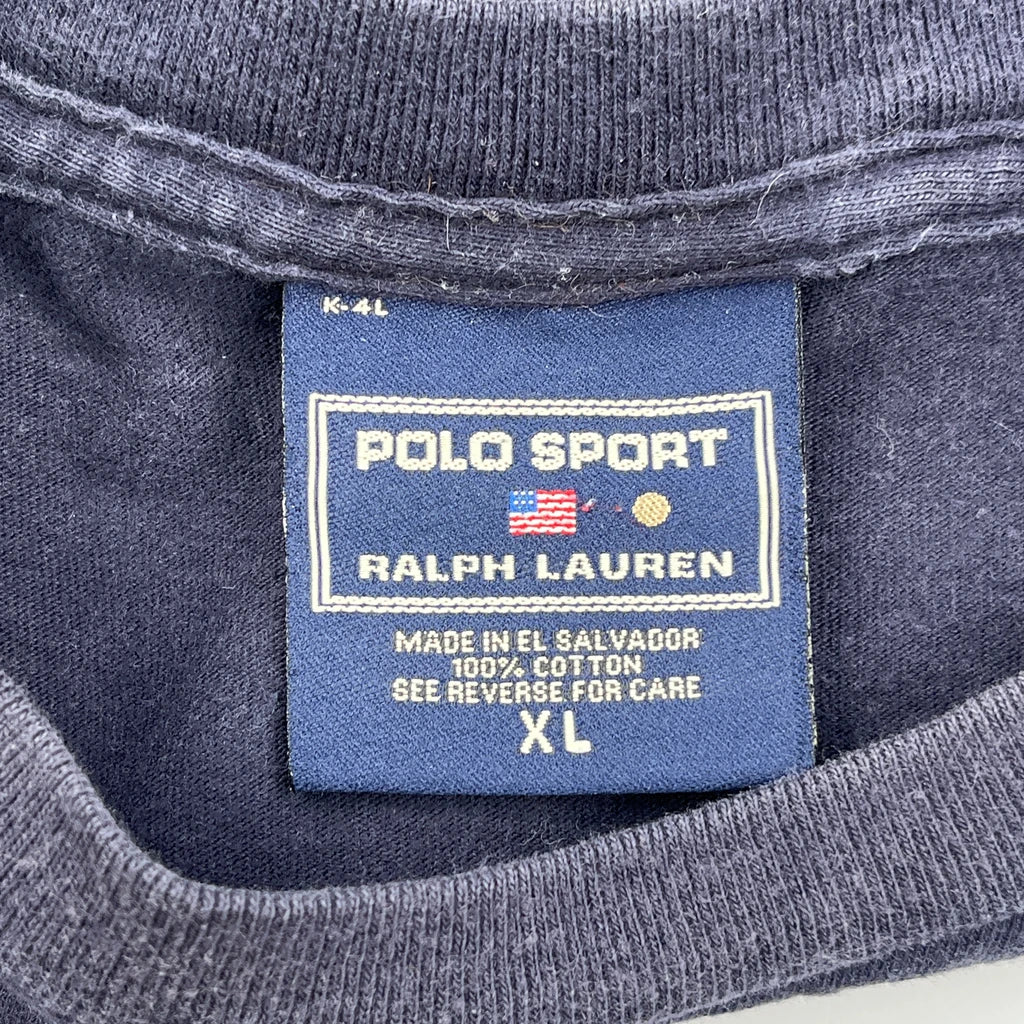 K-4L
POLO SPORT
RALPH LAUREN
MADE IN EL SALVADOR
100% COTTON
SEE REVERSE FOR CARE
XL